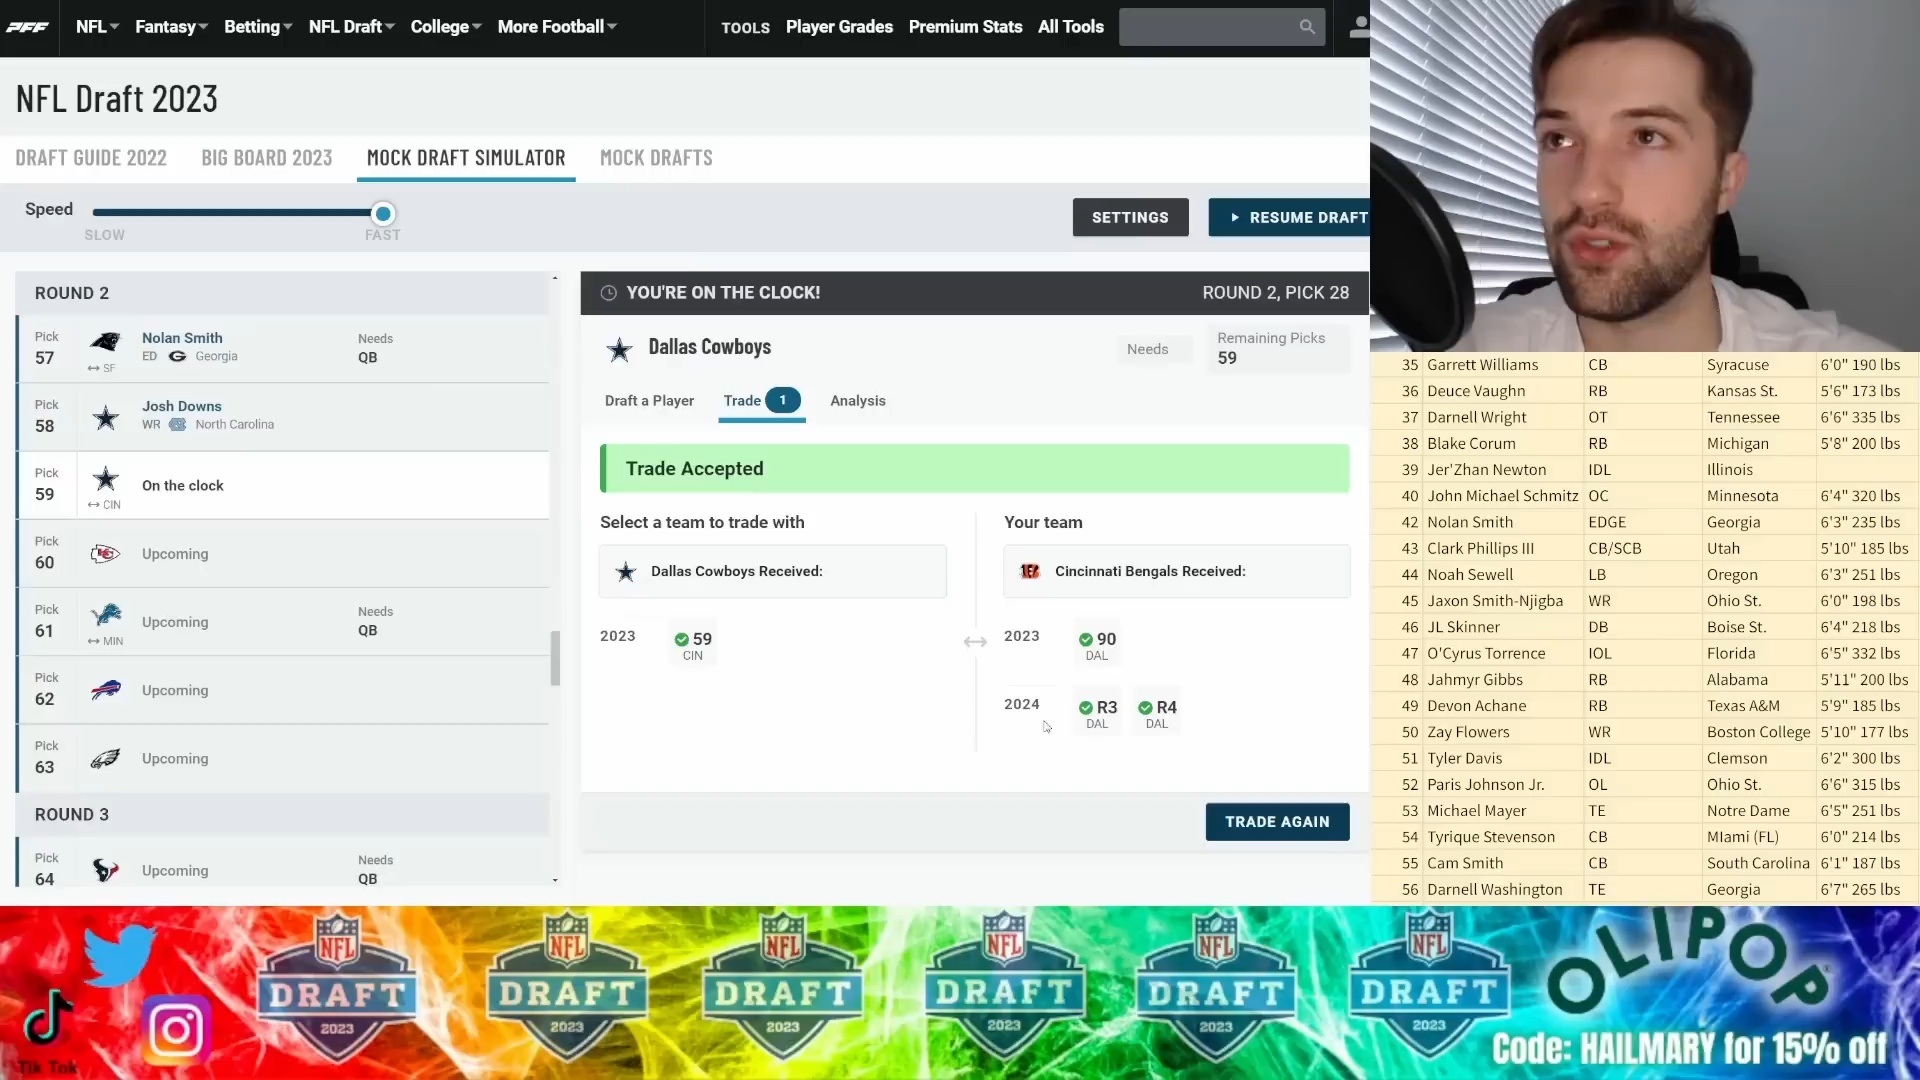 PFF
NFL
Fantasy
Betting
NFL Draft
College
More Football
TOOLS
Player Grades
Premium Stats
All Tools
NFL Draft 2023
DRAFT GUIDE 2022
BIG BOARD 2023
MOCK DRAFT SIMULATOR
MOCK DRAFTS
Speed
SLOW
FAST
SETTINGS
RESUME DRAFT
ROUND 2
Pick
57
SF
Nolan Smith
ED Georgia
Needs
QB
Pick
58
Josh Downs
WR North Carolina
Pick
59
CIN
On the clock
Pick
60
Upcoming
Pick
61
MIN
Upcoming
Needs
QB
Pick
62
Upcoming
Pick
63
Upcoming
ROUND 3
Pick
64
Upcoming
Needs
QB
YOU'RE ON THE CLOCK!
ROUND 2, PICK 28
Dallas Cowboys
Needs
Remaining Picks
59
Draft a Player
Trade 1
Analysis
Trade Accepted
Select a team to trade with
Your team
Dallas Cowboys Received:
Cincinnati Bengals Received:
2023
59
CIN
2023
90
DAL
2024
R3
DAL
R4
DAL
TRADE AGAIN
35 Garrett Williams CB Syracuse 6'0" 190 lbs
36 Deuce Vaughn RB Kansas St. 5'6" 173 lbs
37 Darnell Wright OT Tennessee 6'6" 335 lbs
38 Blake Corum RB Michigan 5'8" 200 lbs
39 Jer'Zhan Newton IDL Illinois
40 John Michael Schmitz OC Minnesota 6'4" 320 lbs
42 Nolan Smith EDGE Georgia 6'3" 235 lbs
43 Clark Phillips III CB/SCB Utah 5'10" 185 lbs
44 Noah Sewell LB Oregon 6'3" 251 lbs
45 Jaxon Smith-Njigba WR Ohio St. 6'0" 198 lbs
46 JL Skinner DB Boise St. 6'4" 218 lbs
47 O'Cyrus Torrence IOL Florida 6'5" 332 lbs
48 Jahmyr Gibbs RB Alabama 5'11" 200 lbs
49 Devon Achane RB Texas A&M 5'9" 185 lbs
50 Zay Flowers WR Boston College 5'10" 177 lbs
51 Tyler Davis IDL Clemson 6'2" 300 lbs
52 Paris Johnson Jr. OL Ohio St. 6'6" 315 lbs
53 Michael Mayer TE Notre Dame 6'5" 251 lbs
54 Tyrique Stevenson CB MIami (FL) 6'0" 214 lbs
55 Cam Smith CB South Carolina 6'1" 187 lbs
56 Darnell Washington TE Georgia 6'7" 265 lbs
Tik Tok
NFL
DRAFT
2023
NFL
DRAFT
2023
NFL
DRAFT
2023
NFL
DRAFT
2023
NFL
DRAFT
2023
NFL
DRAFT
2023
OLIPOP
Code: HAILMARY for 15% off